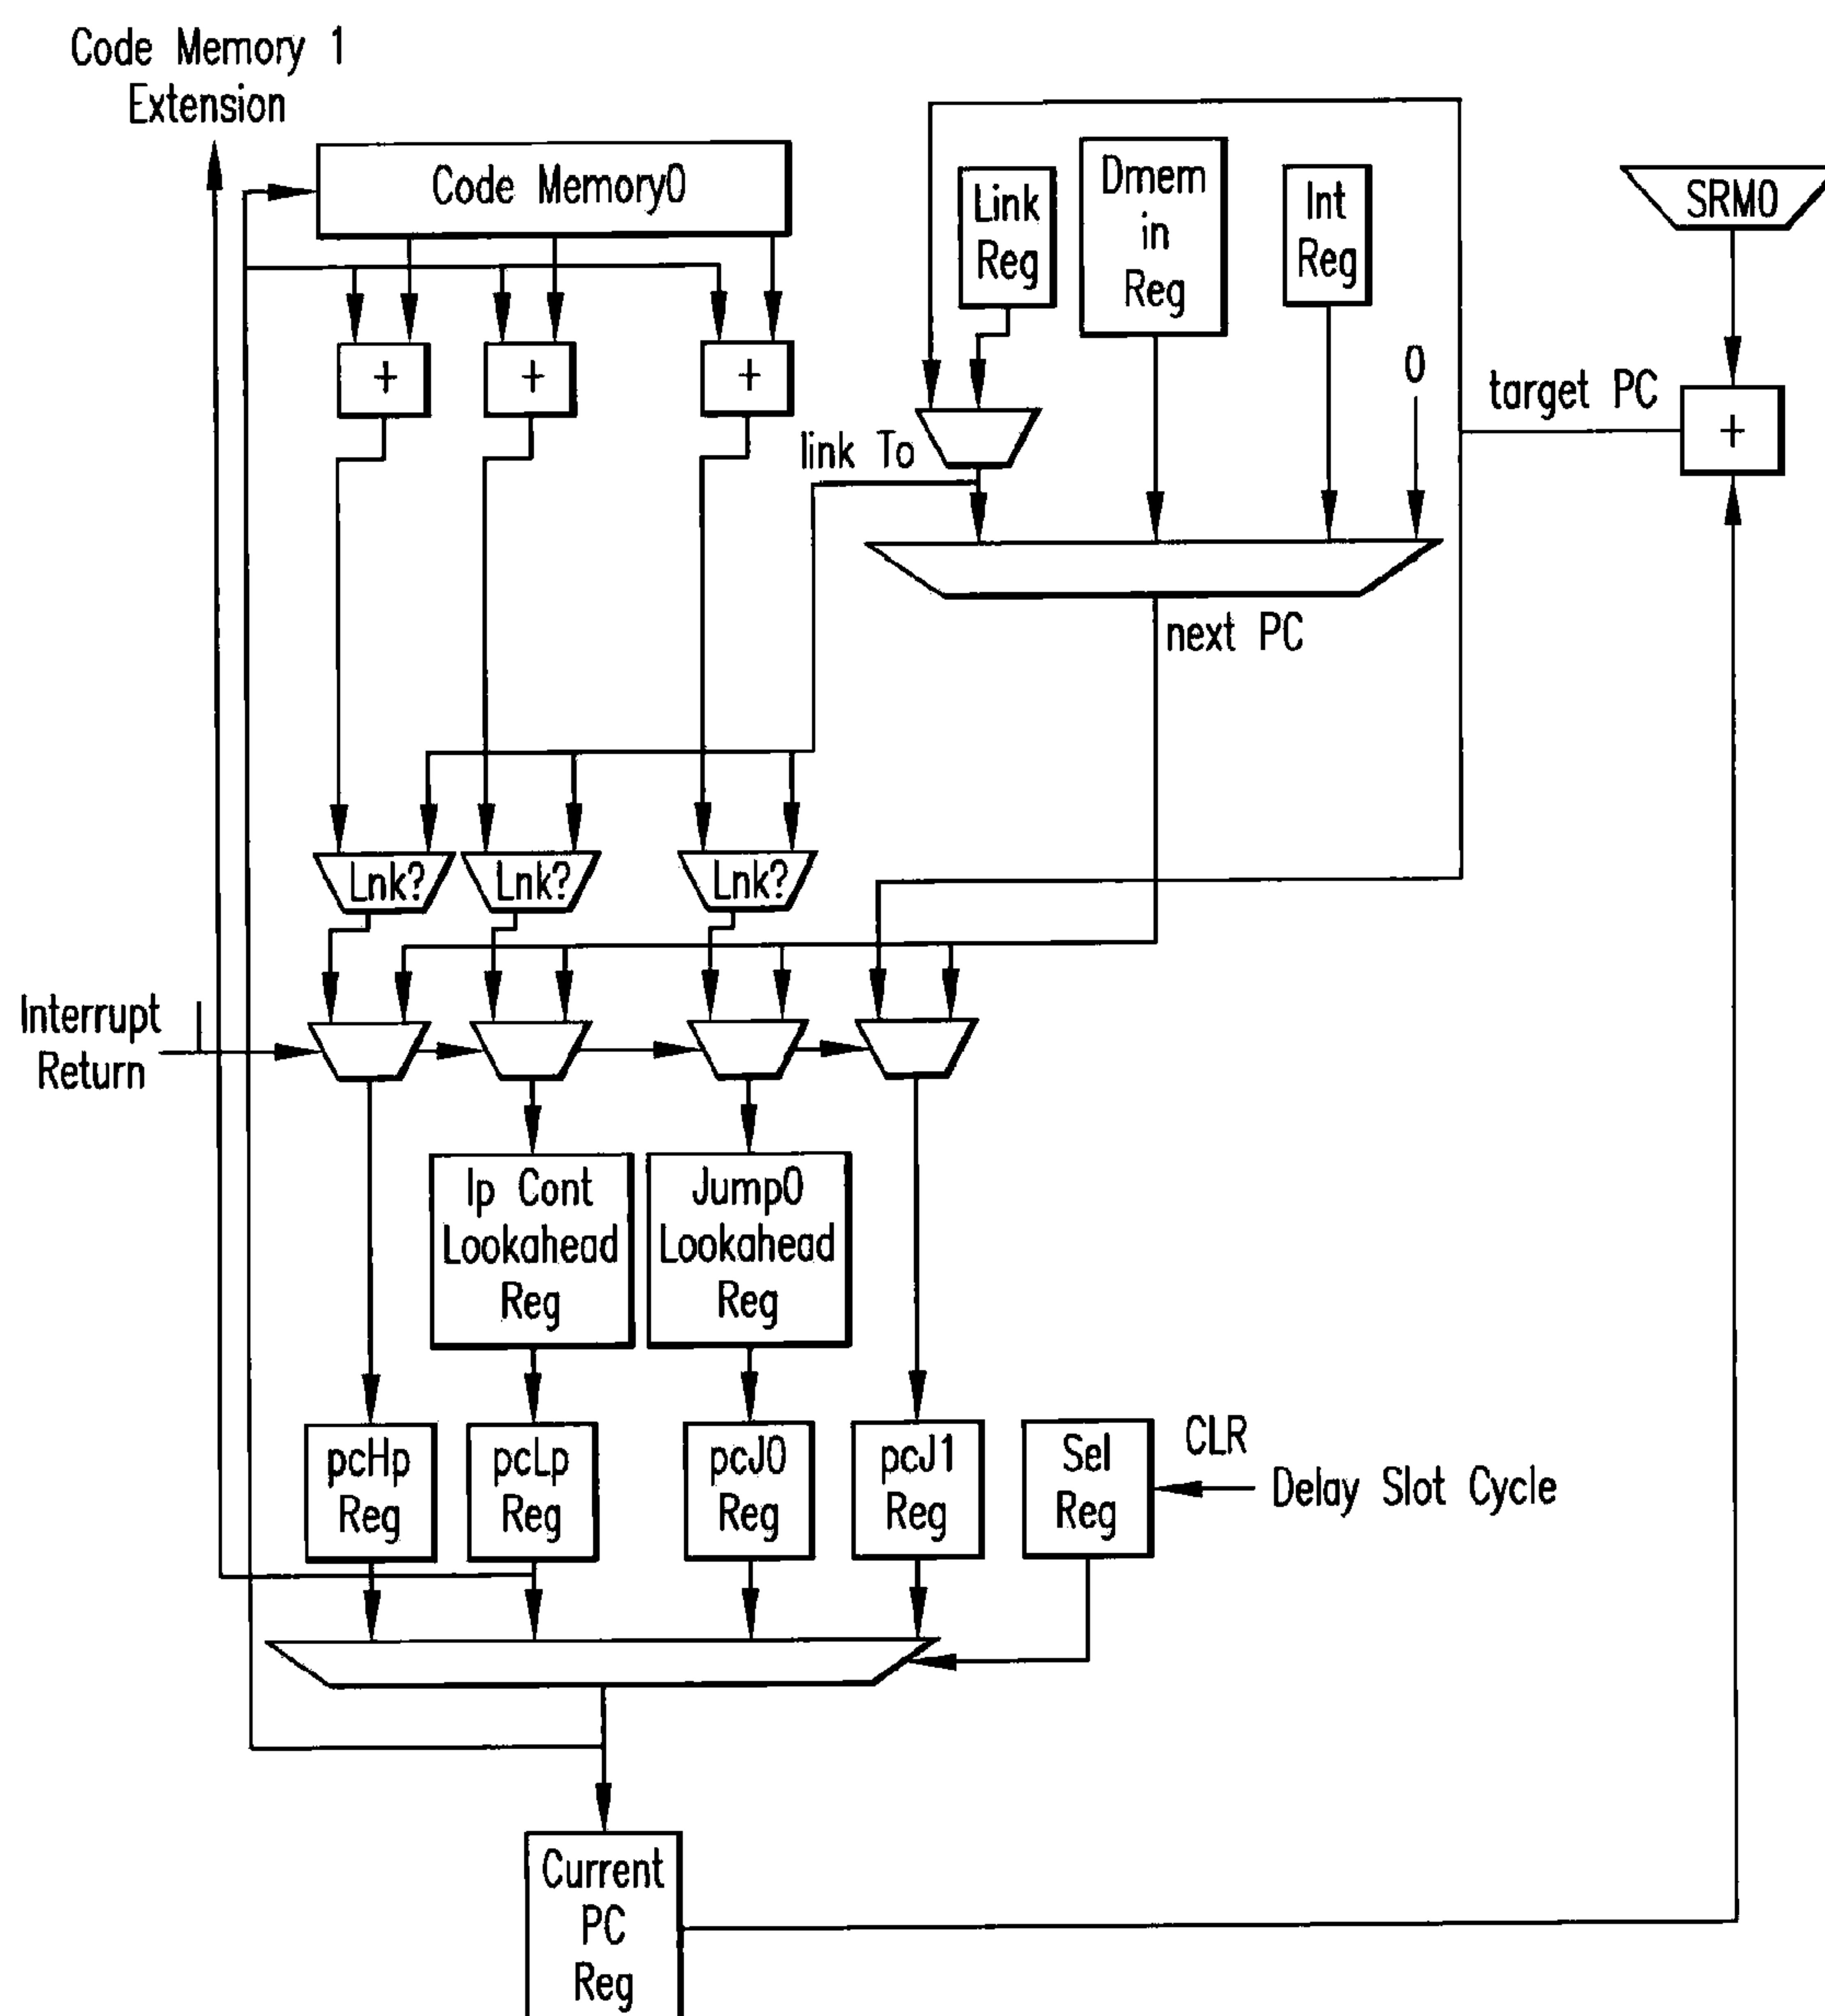 Code Memory 1
Extension
Code Memory0
Link
Reg
Dmem
in
Reg
Int
Reg
SRM0
0
target PC
+
+
+
+
link To
next PC
Lnk?
Lnk?
Lnk?
Interrupt
Return
lp Cont
Lookahead
Reg
Jump0
Lookahead
Reg
pcHp
Reg
pcLp
Reg
pcJ0
Reg
pcJ1
Reg
Sel
Reg
CLR
Delay Slot Cycle
Current
PC
Reg